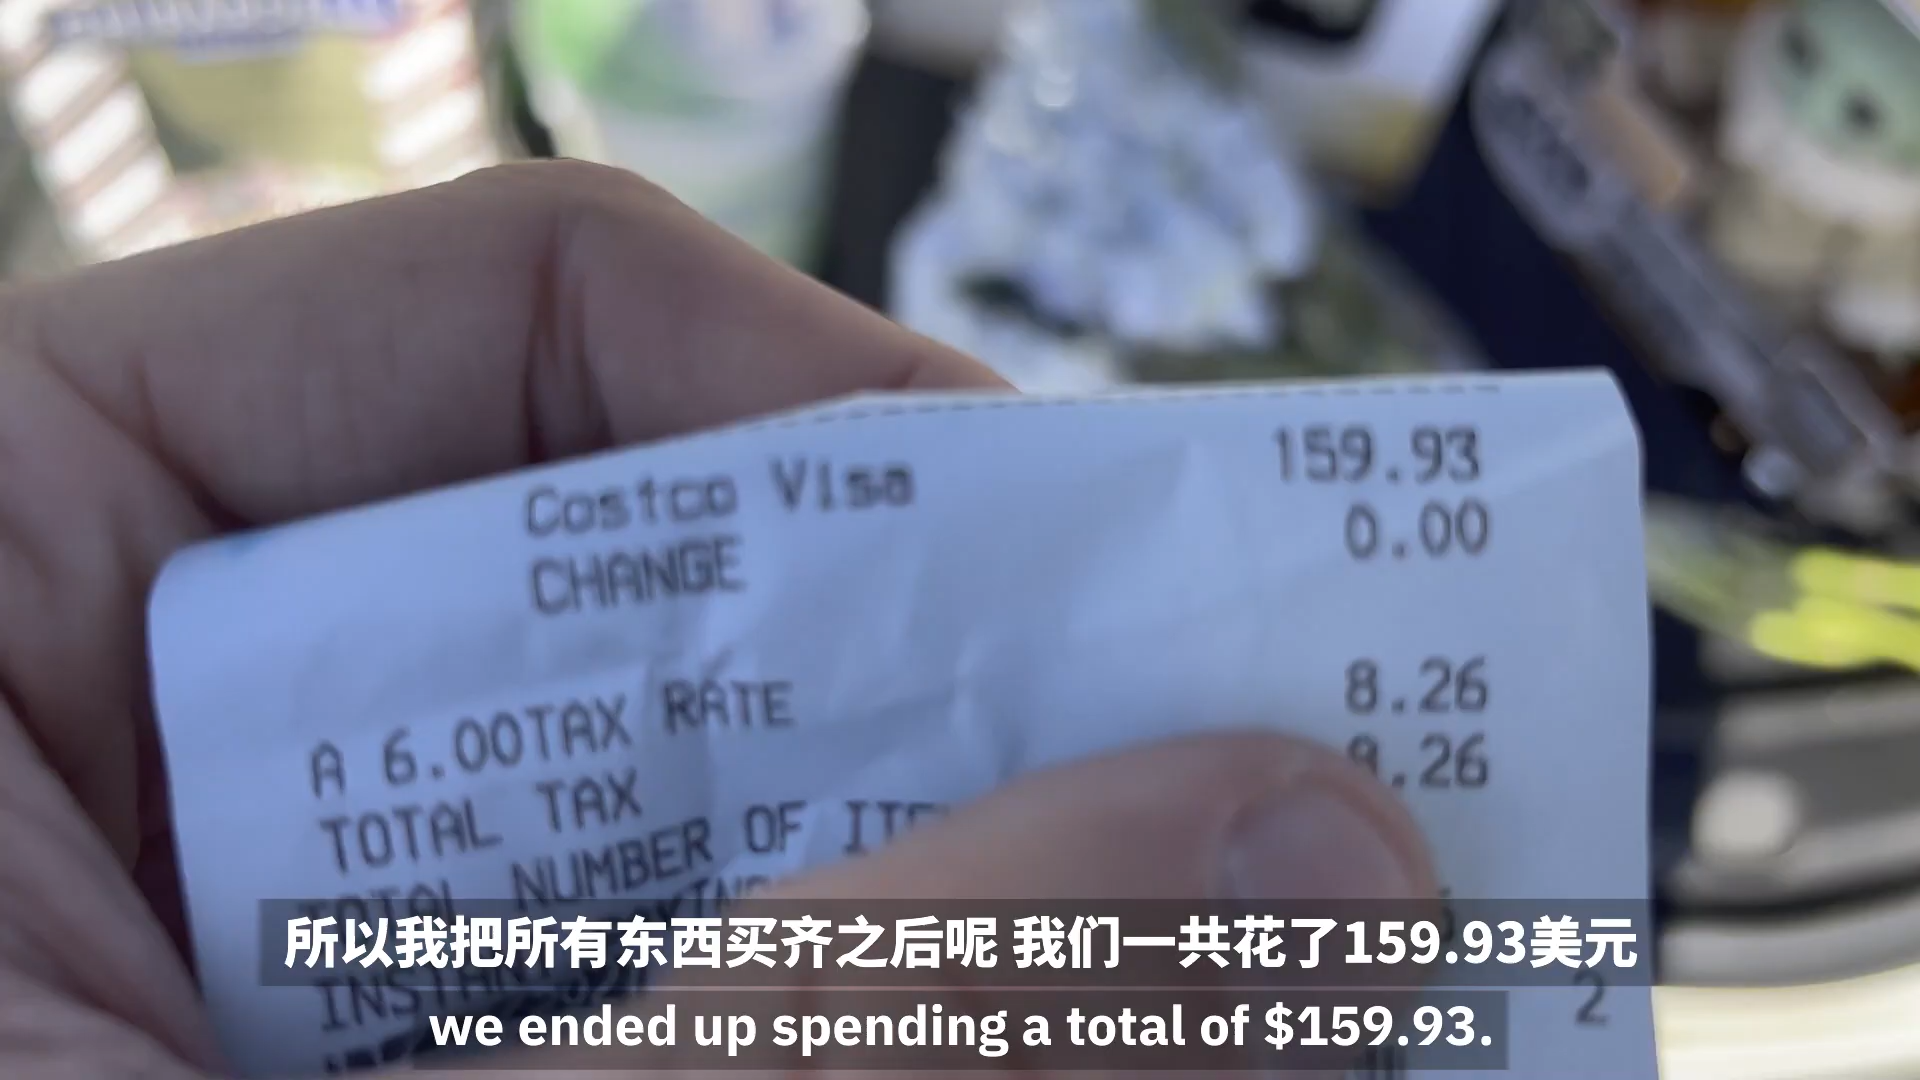 Costco Visa 159.93
CHANGE 0.00
A 6.00TAX RATE 8.26
TOTAL TAX 8.26
TOTAL NUMBER OF
所以我把所有东西买齐之后呢 我们一共花了159.93美元
2
we ended up spending a total of $159.93.